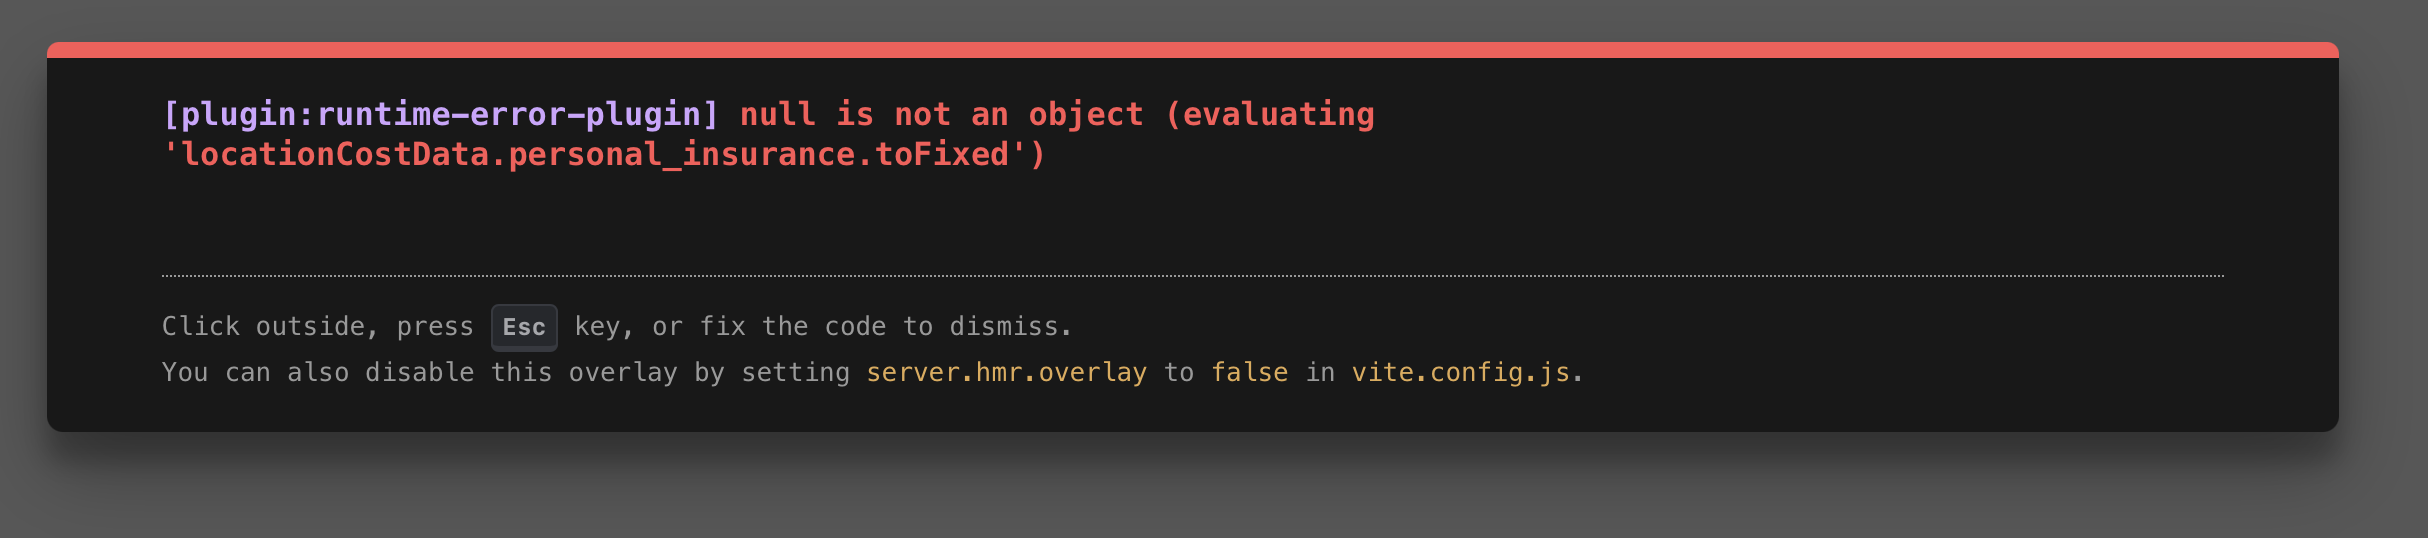 [plugin:runtime-error-plugin] null is not an object (evaluating
'locationCostData.personal_insurance.toFixed')
Click outside, press Esc key, or fix the code to dismiss.
You can also disable this overlay by setting server.hmr.overlay to false in vite.config.js.